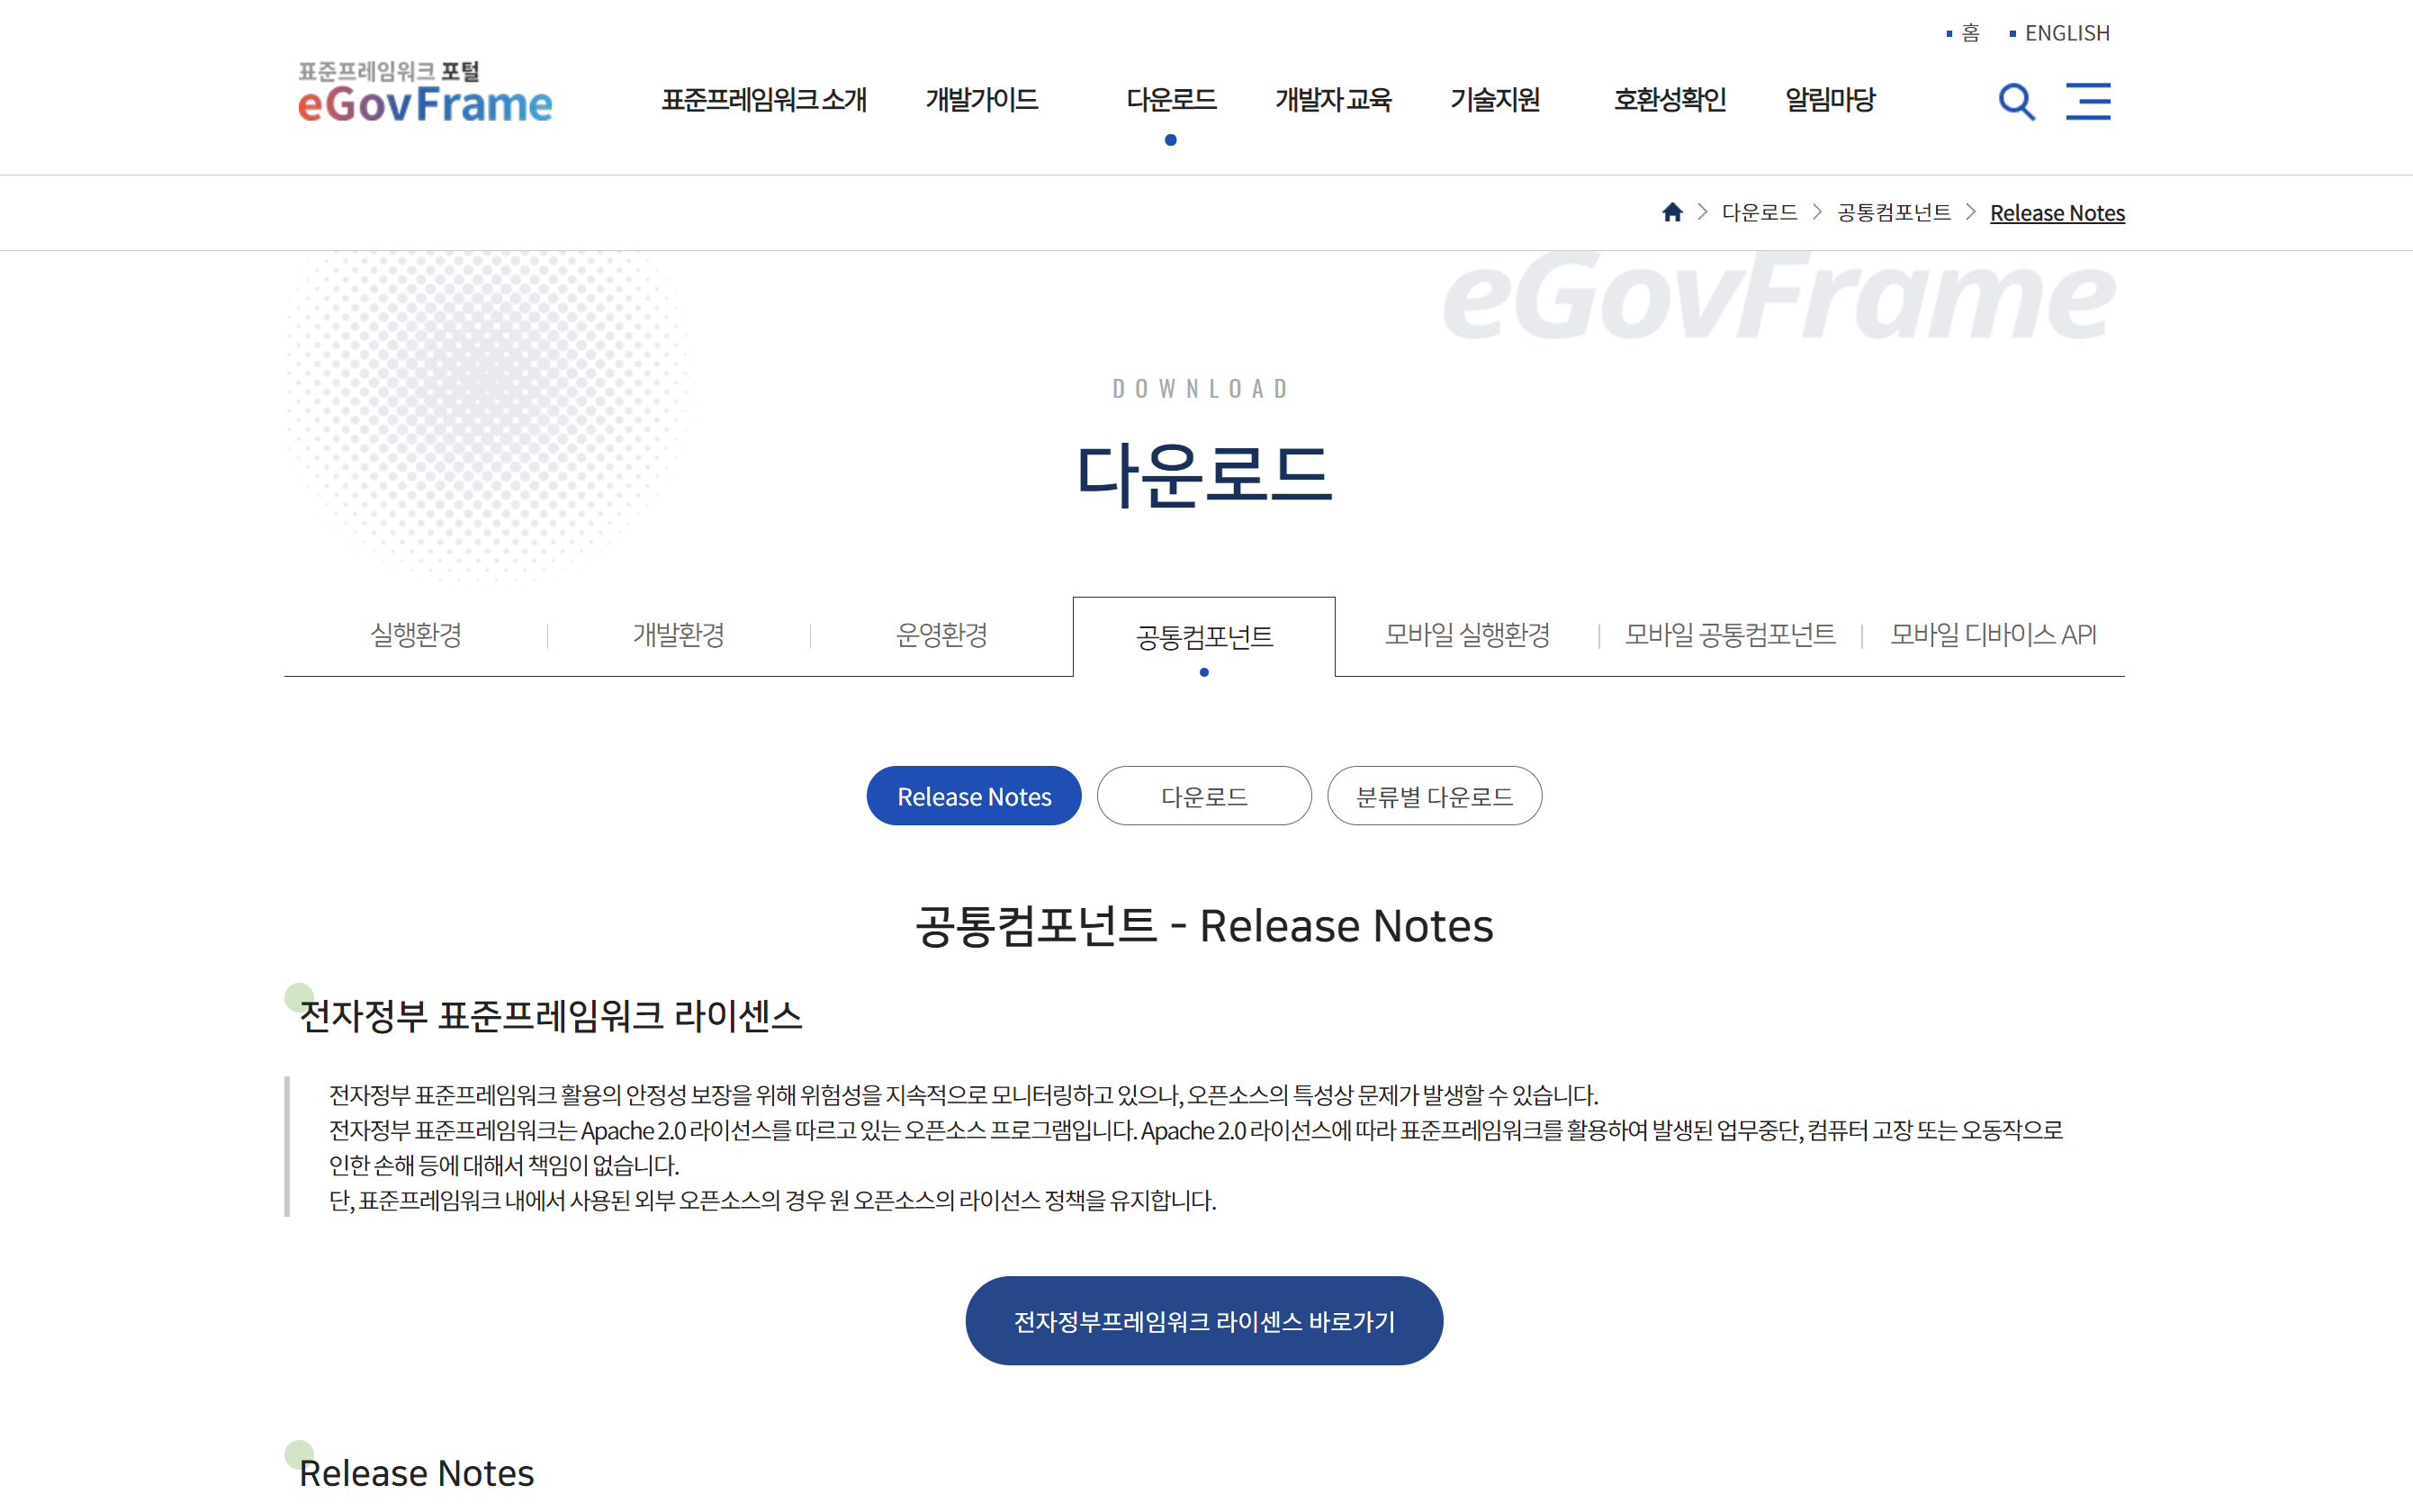 홈 ENGLISH
표준프레임워크 포털
eGovFrame
표준프레임워크 소개 개발가이드 다운로드 개발자 교육 기술지원 호환성확인 알림마당
다운로드 공통컴포넌트 Release Notes
eGovFrame
DOWNLOAD
다운로드
실행환경 개발환경 운영환경 공통컴포넌트 모바일 실행환경 모바일 공통컴포넌트 모바일 디바이스 API
Release Notes 다운로드 분류별 다운로드
공통컴포넌트 - Release Notes
전자정부 표준프레임워크 라이센스
전자정부 표준프레임워크 활용의 안정성 보장을 위해 위험성을 지속적으로 모니터링하고 있으나, 오픈소스의 특성상 문제가 발생할 수 있습니다.
전자정부 표준프레임워크는 Apache 2.0 라이선스를 따르고 있는 오픈소스 프로그램입니다. Apache 2.0 라이선스에 따라 표준프레임워크를 활용하여 발생된 업무중단, 컴퓨터 고장 또는 오동작으로
인한 손해 등에 대해서 책임이 없습니다.
단, 표준프레임워크 내에서 사용된 외부 오픈소스의 경우 원 오픈소스의 라이선스 정책을 유지합니다.
전자정부프레임워크 라이센스 바로가기
Release Notes